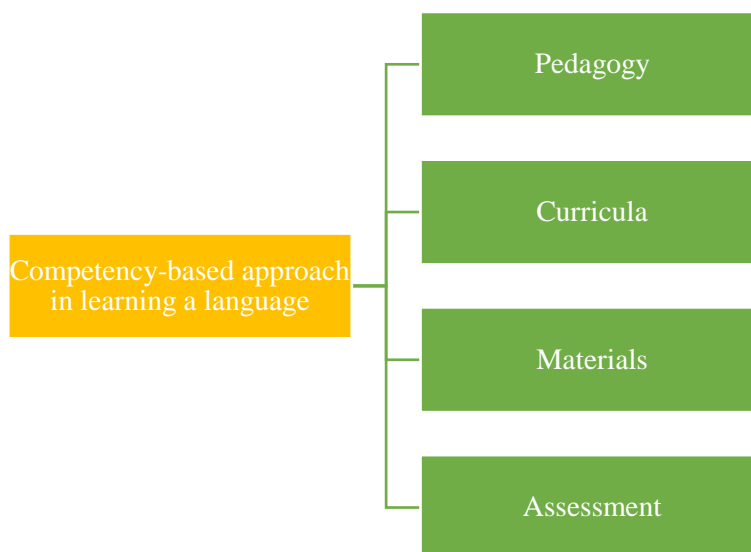 Pedagogy
Curricula
Competency-based approach
in learning a language
Materials
Assessment